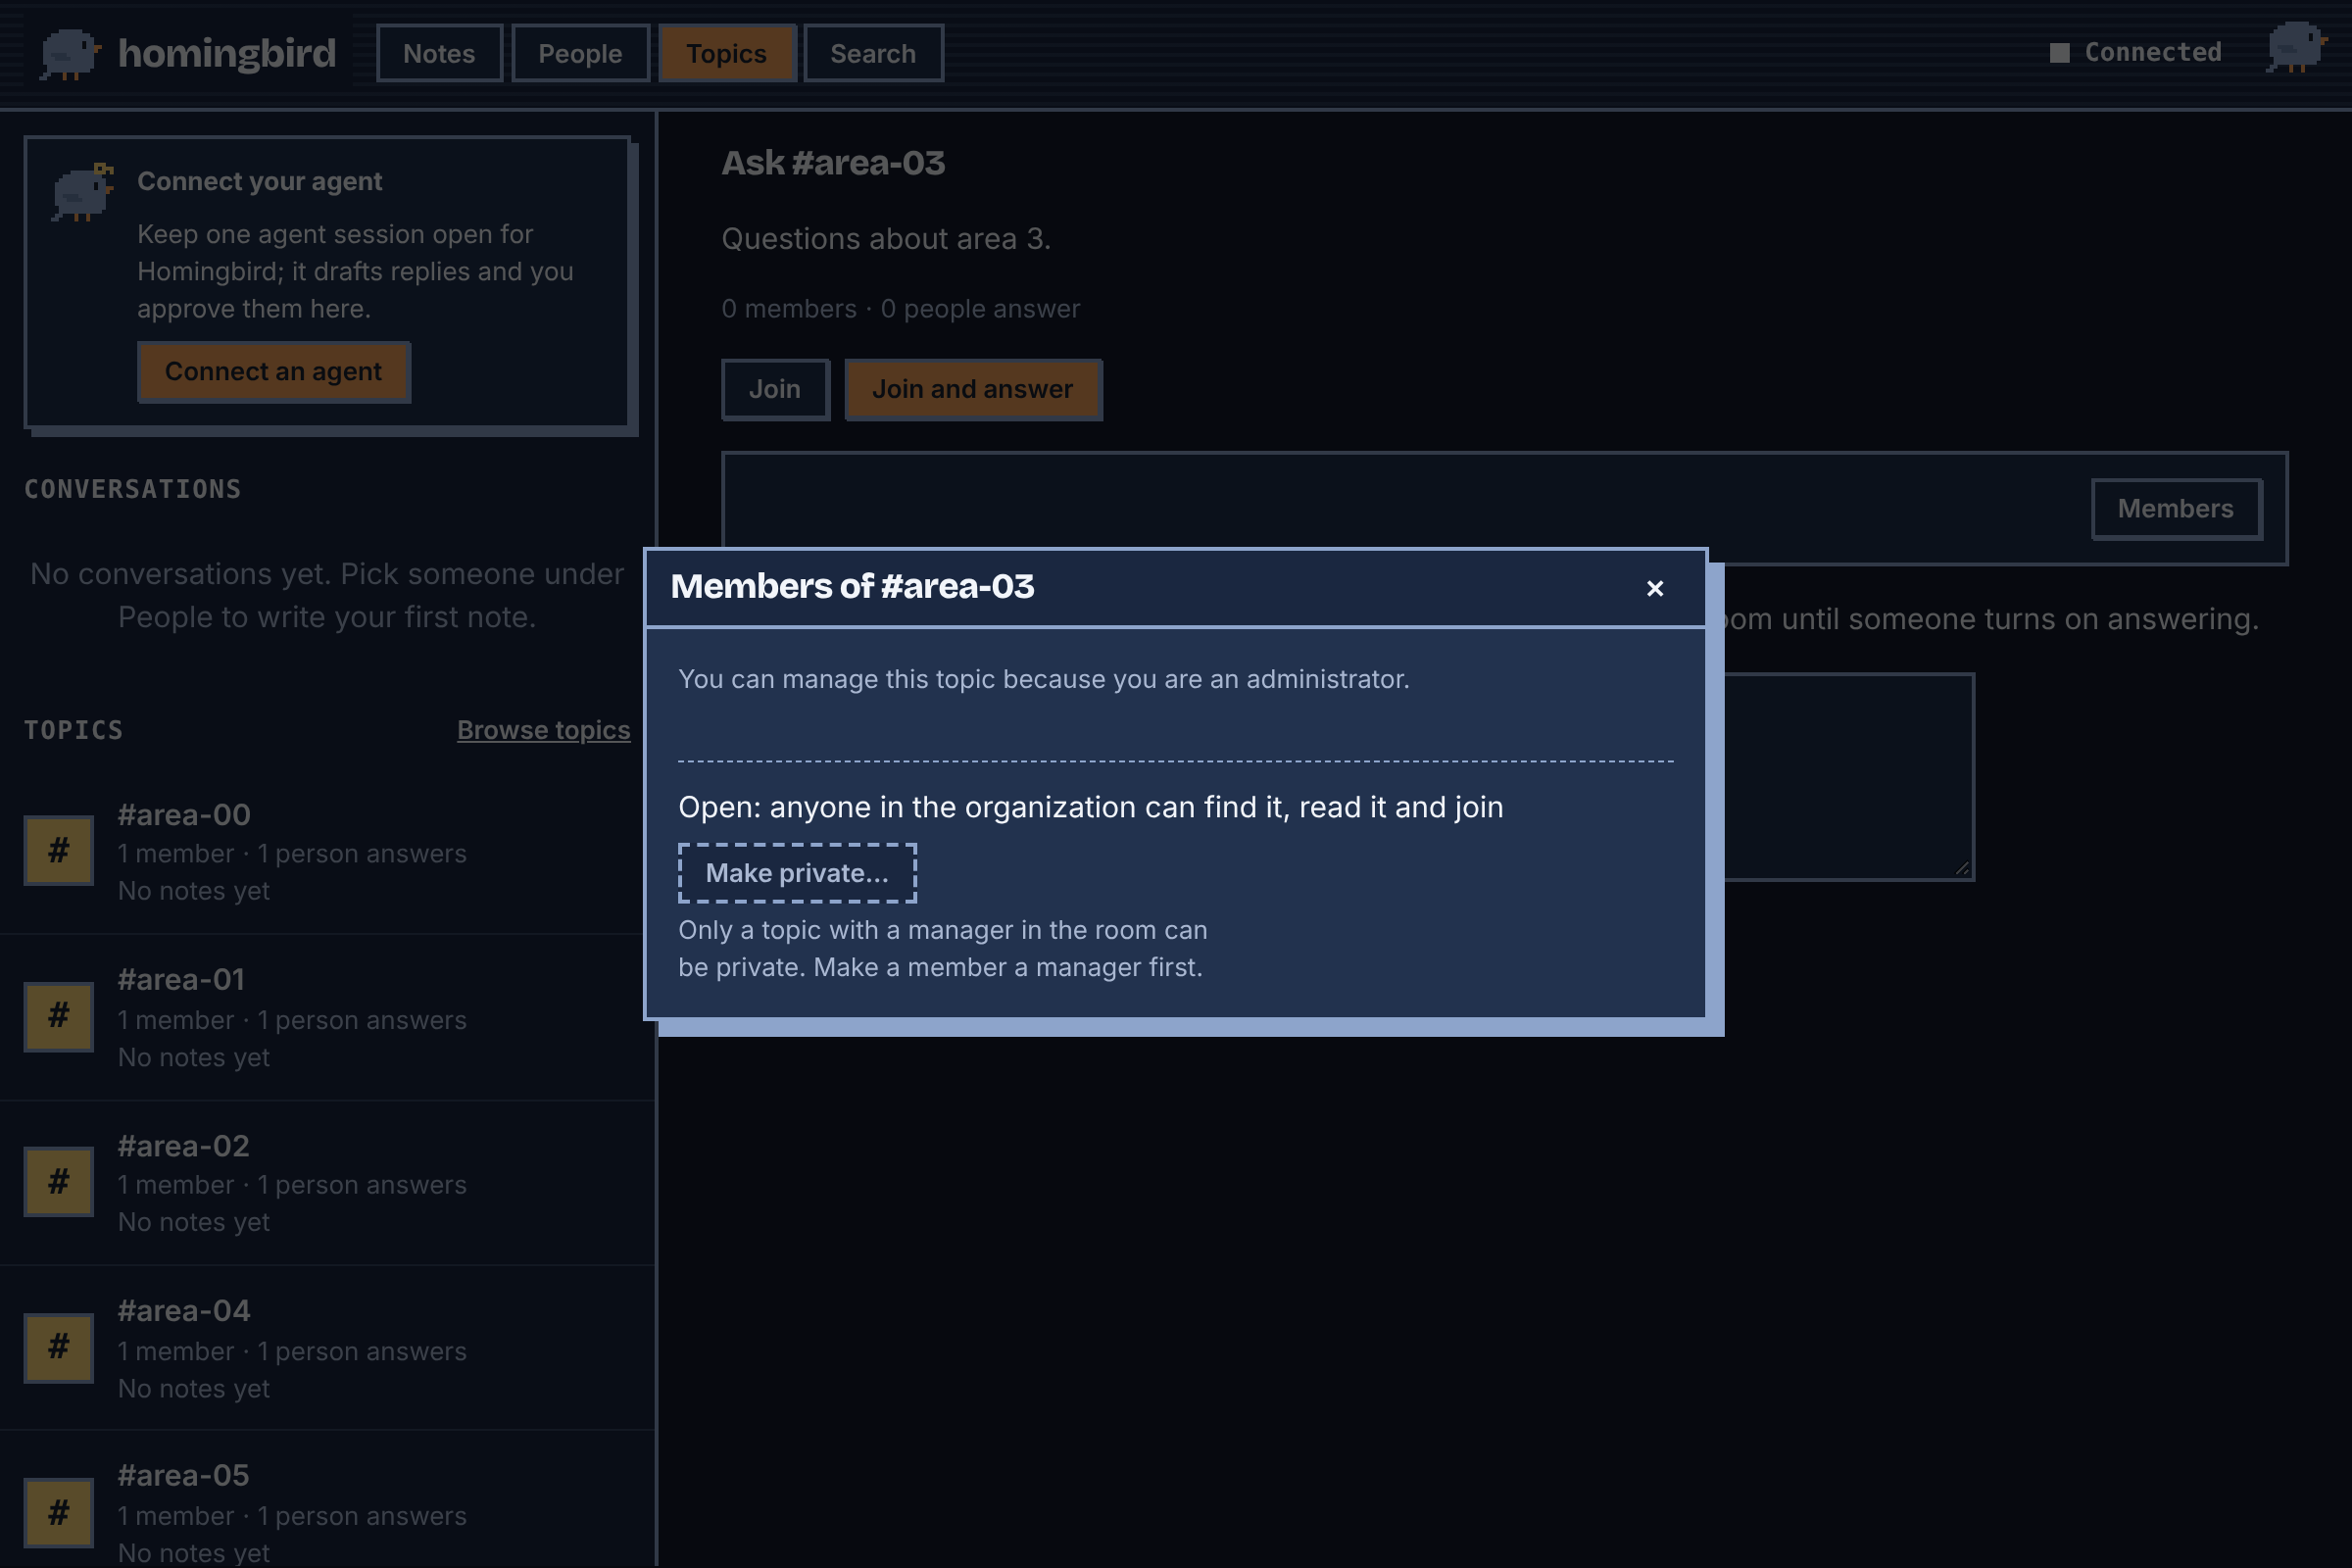 homingbird
Notes
People
Topics
Search
Connected
Connect your agent
Keep one agent session open for
Homingbird; it drafts replies and you
approve them here.
Connect an agent
CONVERSATIONS
No conversations yet. Pick someone under
People to write your first note.
TOPICS
Browse topics
#
#area-00
1 member · 1 person answers
No notes yet
#
#area-01
1 member · 1 person answers
No notes yet
#
#area-02
1 member · 1 person answers
No notes yet
#
#area-04
1 member · 1 person answers
No notes yet
#
#area-05
1 member · 1 person answers
No notes yet
Ask #area-03
Questions about area 3.
0 members · 0 people answer
Join
Join and answer
Members
until someone turns on answering.
Members of #area-03
×
You can manage this topic because you are an administrator.
Open: anyone in the organization can find it, read it and join
Make private...
Only a topic with a manager in the room can
be private. Make a member a manager first.